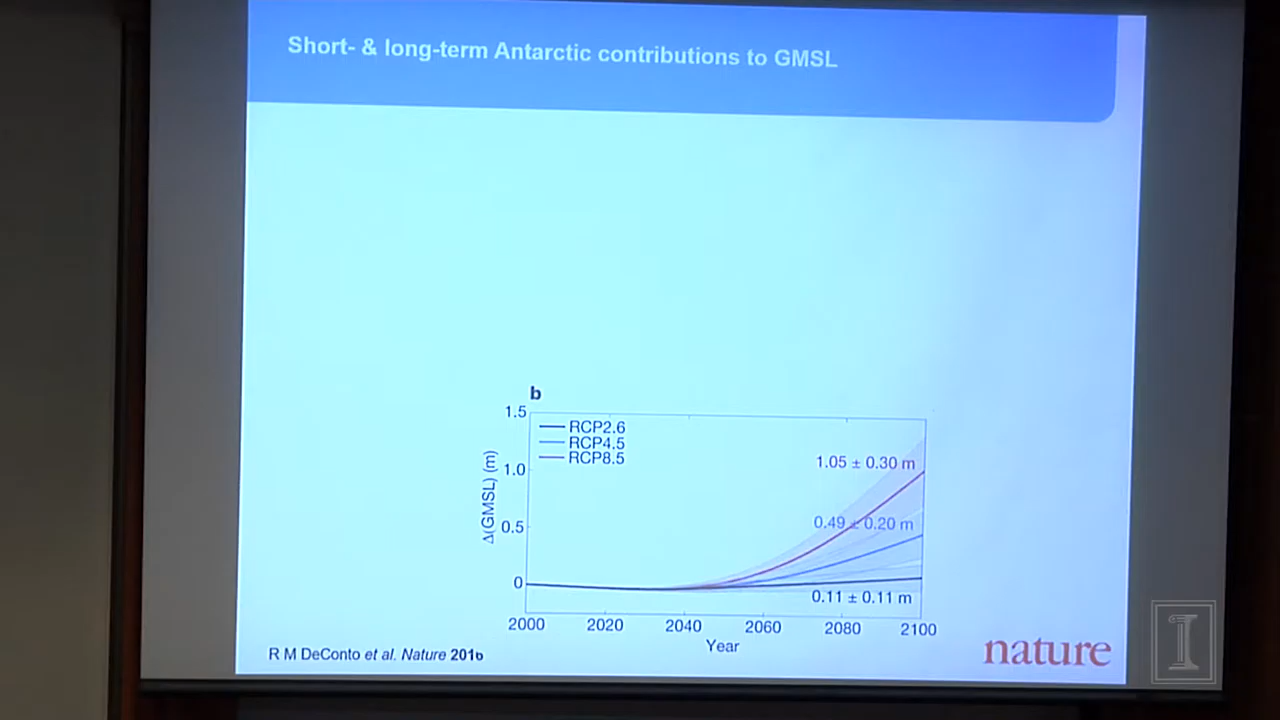 Short- & long-term Antarctic contributions to GMSL
b
1.5
1.0
0.5
0
Δ(GMSL) (m)
RCP2.6
RCP4.5
RCP8.5
1.05 ± 0.30 m
0.49 ± 0.20 m
0.11 ± 0.11 m
2000 2020 2040 2060 2080 2100
Year
R M DeConto et al. Nature 2016
nature
I